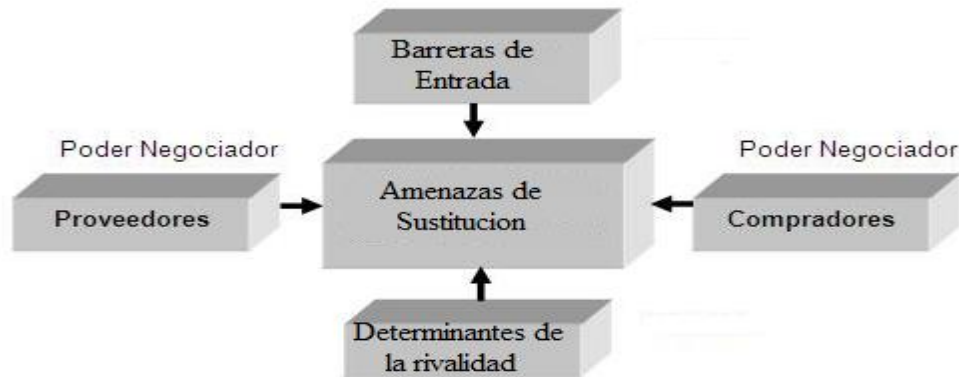 Barreras de
Entrada
Poder Negociador
Poder Negociador
Proveedores
Amenazas de
Sustitucion
Compradores
Determinantes de
la rivalidad